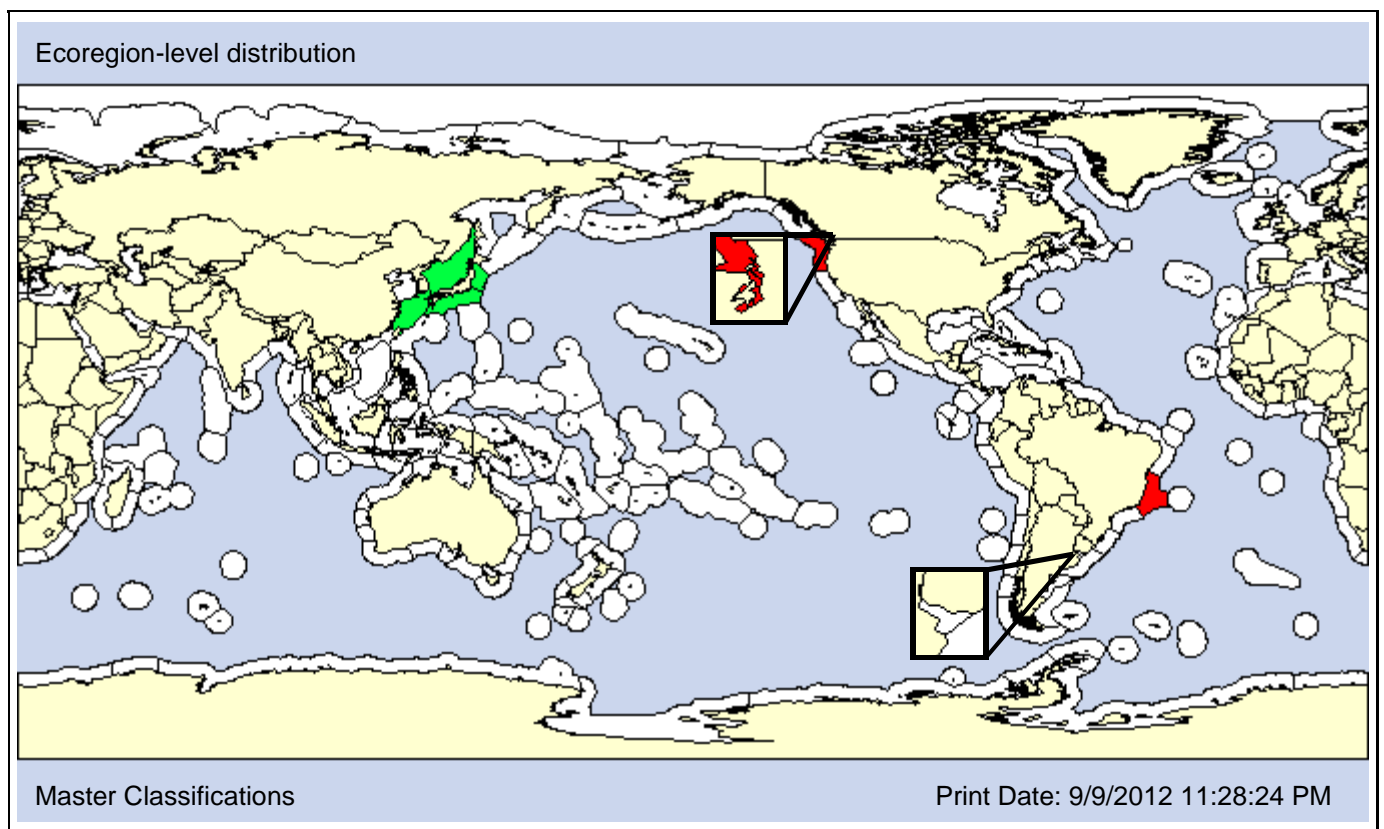 Ecoregion-level distribution
Master Classifications
Print Date: 9/9/2012 11:28:24 PM